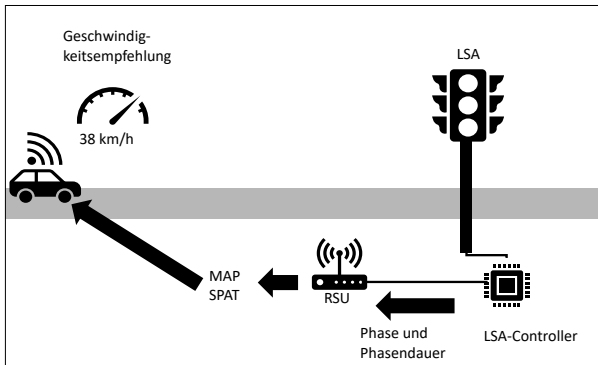 Geschwindig-
keitsempfehlung
38 km/h
LSA
MAP
SPAT
RSU
Phase und
Phasendauer
LSA-Controller